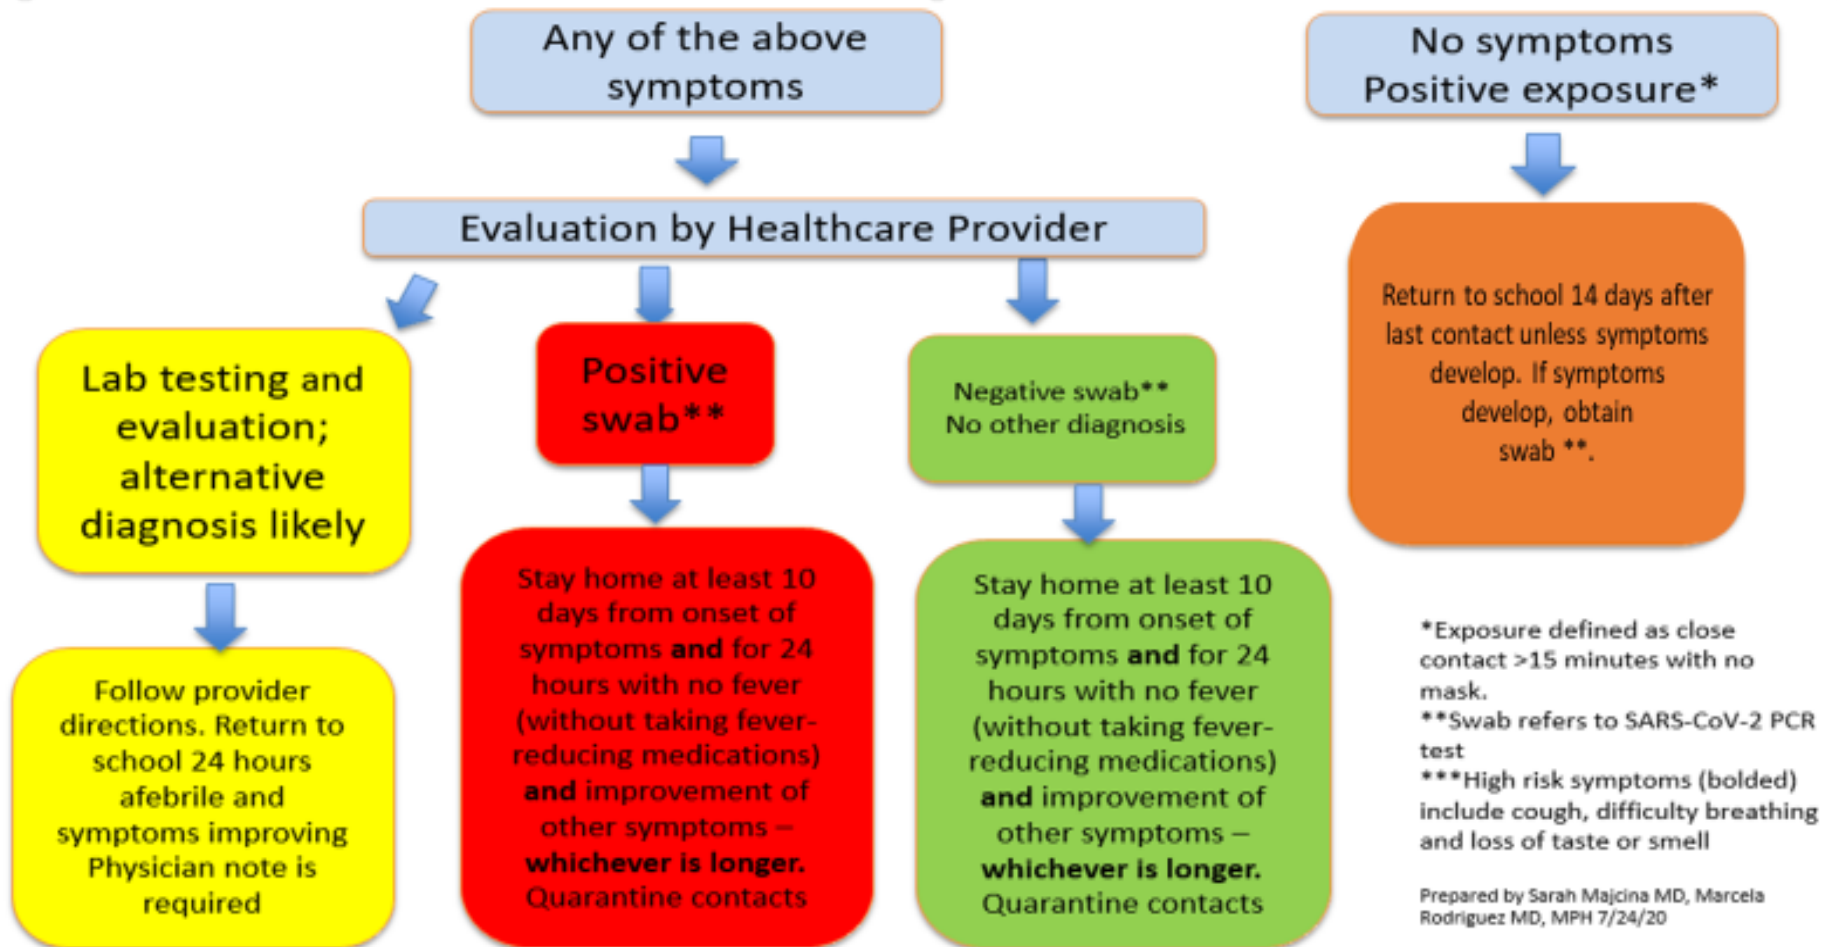 Any of the above
symptoms
No symptoms
Positive exposure*
Evaluation by Healthcare Provider
Lab testing and
evaluation;
alternative
diagnosis likely
Positive
swab**
Negative swab**
No other diagnosis
Return to school 14 days after
last contact unless symptoms
develop. If symptoms
develop, obtain
swab **.
Follow provider
directions. Return to
school 24 hours
afebrile and
symptoms improving
Physician note is
required
Stay home at least 10
days from onset of
symptoms and for 24
hours with no fever
(without taking fever-
reducing medications)
and improvement of
other symptoms –
whichever is longer.
Quarantine contacts
Stay home at least 10
days from onset of
symptoms and for 24
hours with no fever
(without taking fever-
reducing medications)
and improvement of
other symptoms –
whichever is longer.
Quarantine contacts
*Exposure defined as close
contact >15 minutes with no
mask.
**Swab refers to SARS-CoV-2 PCR
test
***High risk symptoms (bolded)
include cough, difficulty breathing
and loss of taste or smell
Prepared by Sarah Majcina MD, Marcela
Rodriguez MD, MPH 7/24/20